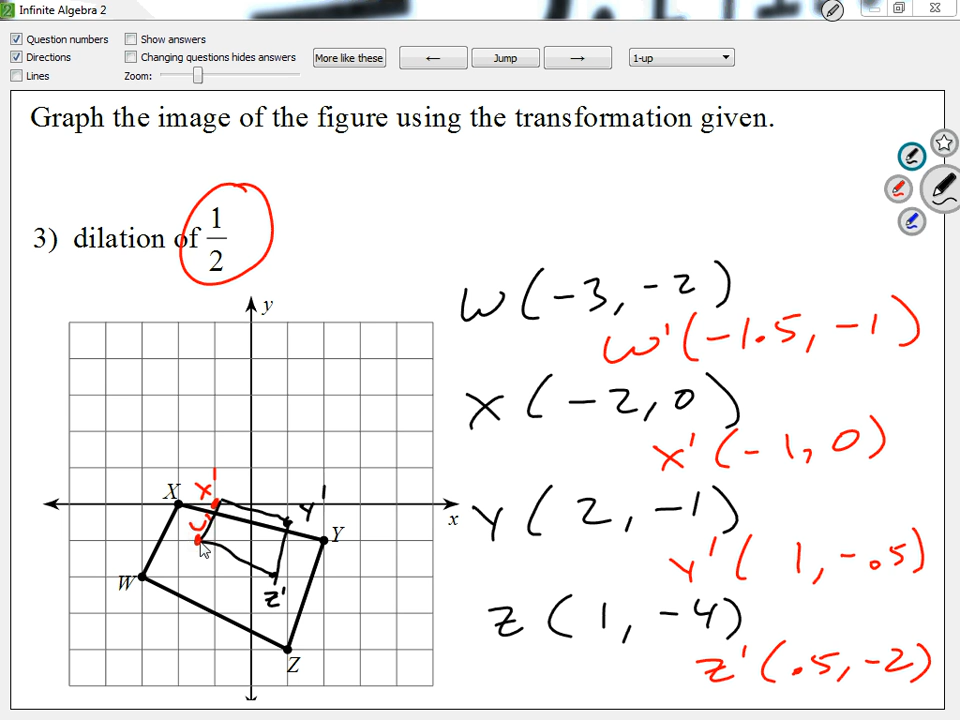 Infinite Algebra 2
Question numbers
Show answers
Directions
Changing questions hides answers
More like these
←
Jump
→
1-up
Lines
Zoom:
Graph the image of the figure using the transformation given.
3) dilation of 1/2
y
x
X
X'
Y'
Y
W
Z'
Z
W(-3, -2)
W'(-1.5, -1)
X(-2, 0)
X'(-1, 0)
Y(2, -1)
Y'(1, -.5)
Z(1, -4)
Z'(.5, -2)